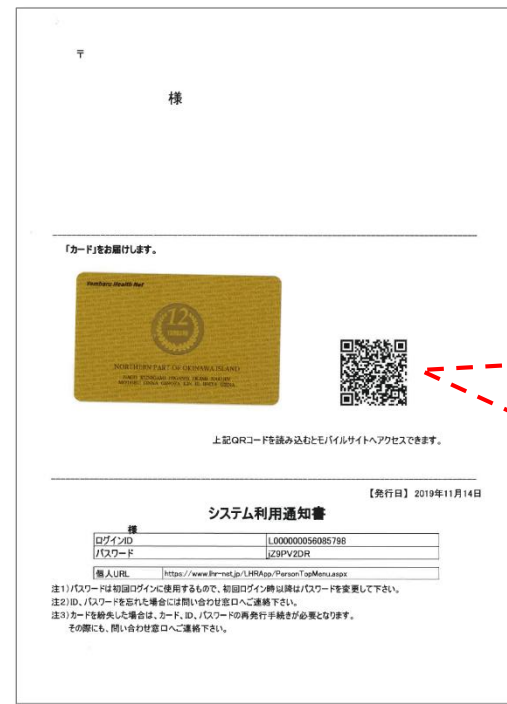 〒
様
「カード」をお届けします。
Yambaru Health Net
12
YAMBARU
NORTHERN PART OF OKINAWA ISLAND
上記QRコードを読み込むとモバイルサイトへアクセスできます。
【発行日】 2019年11月14日
システム利用通知書
様
ログインID L000000056085798
パスワード jZ9PV2DR
個人URL https://www.lhr-net.jp/LHRApp/PersonTopMenu.aspx
注1)パスワードは初回ログインに使用するもので、初回ログイン時以降はパスワードを変更して下さい。
注2)ID、パスワードを忘れた場合には問い合わせ窓口へご連絡下さい。
注3)カードを紛失した場合は、カード、ID、パスワードの再発行手続きが必要となります。
その際にも、問い合わせ窓口へご連絡下さい。